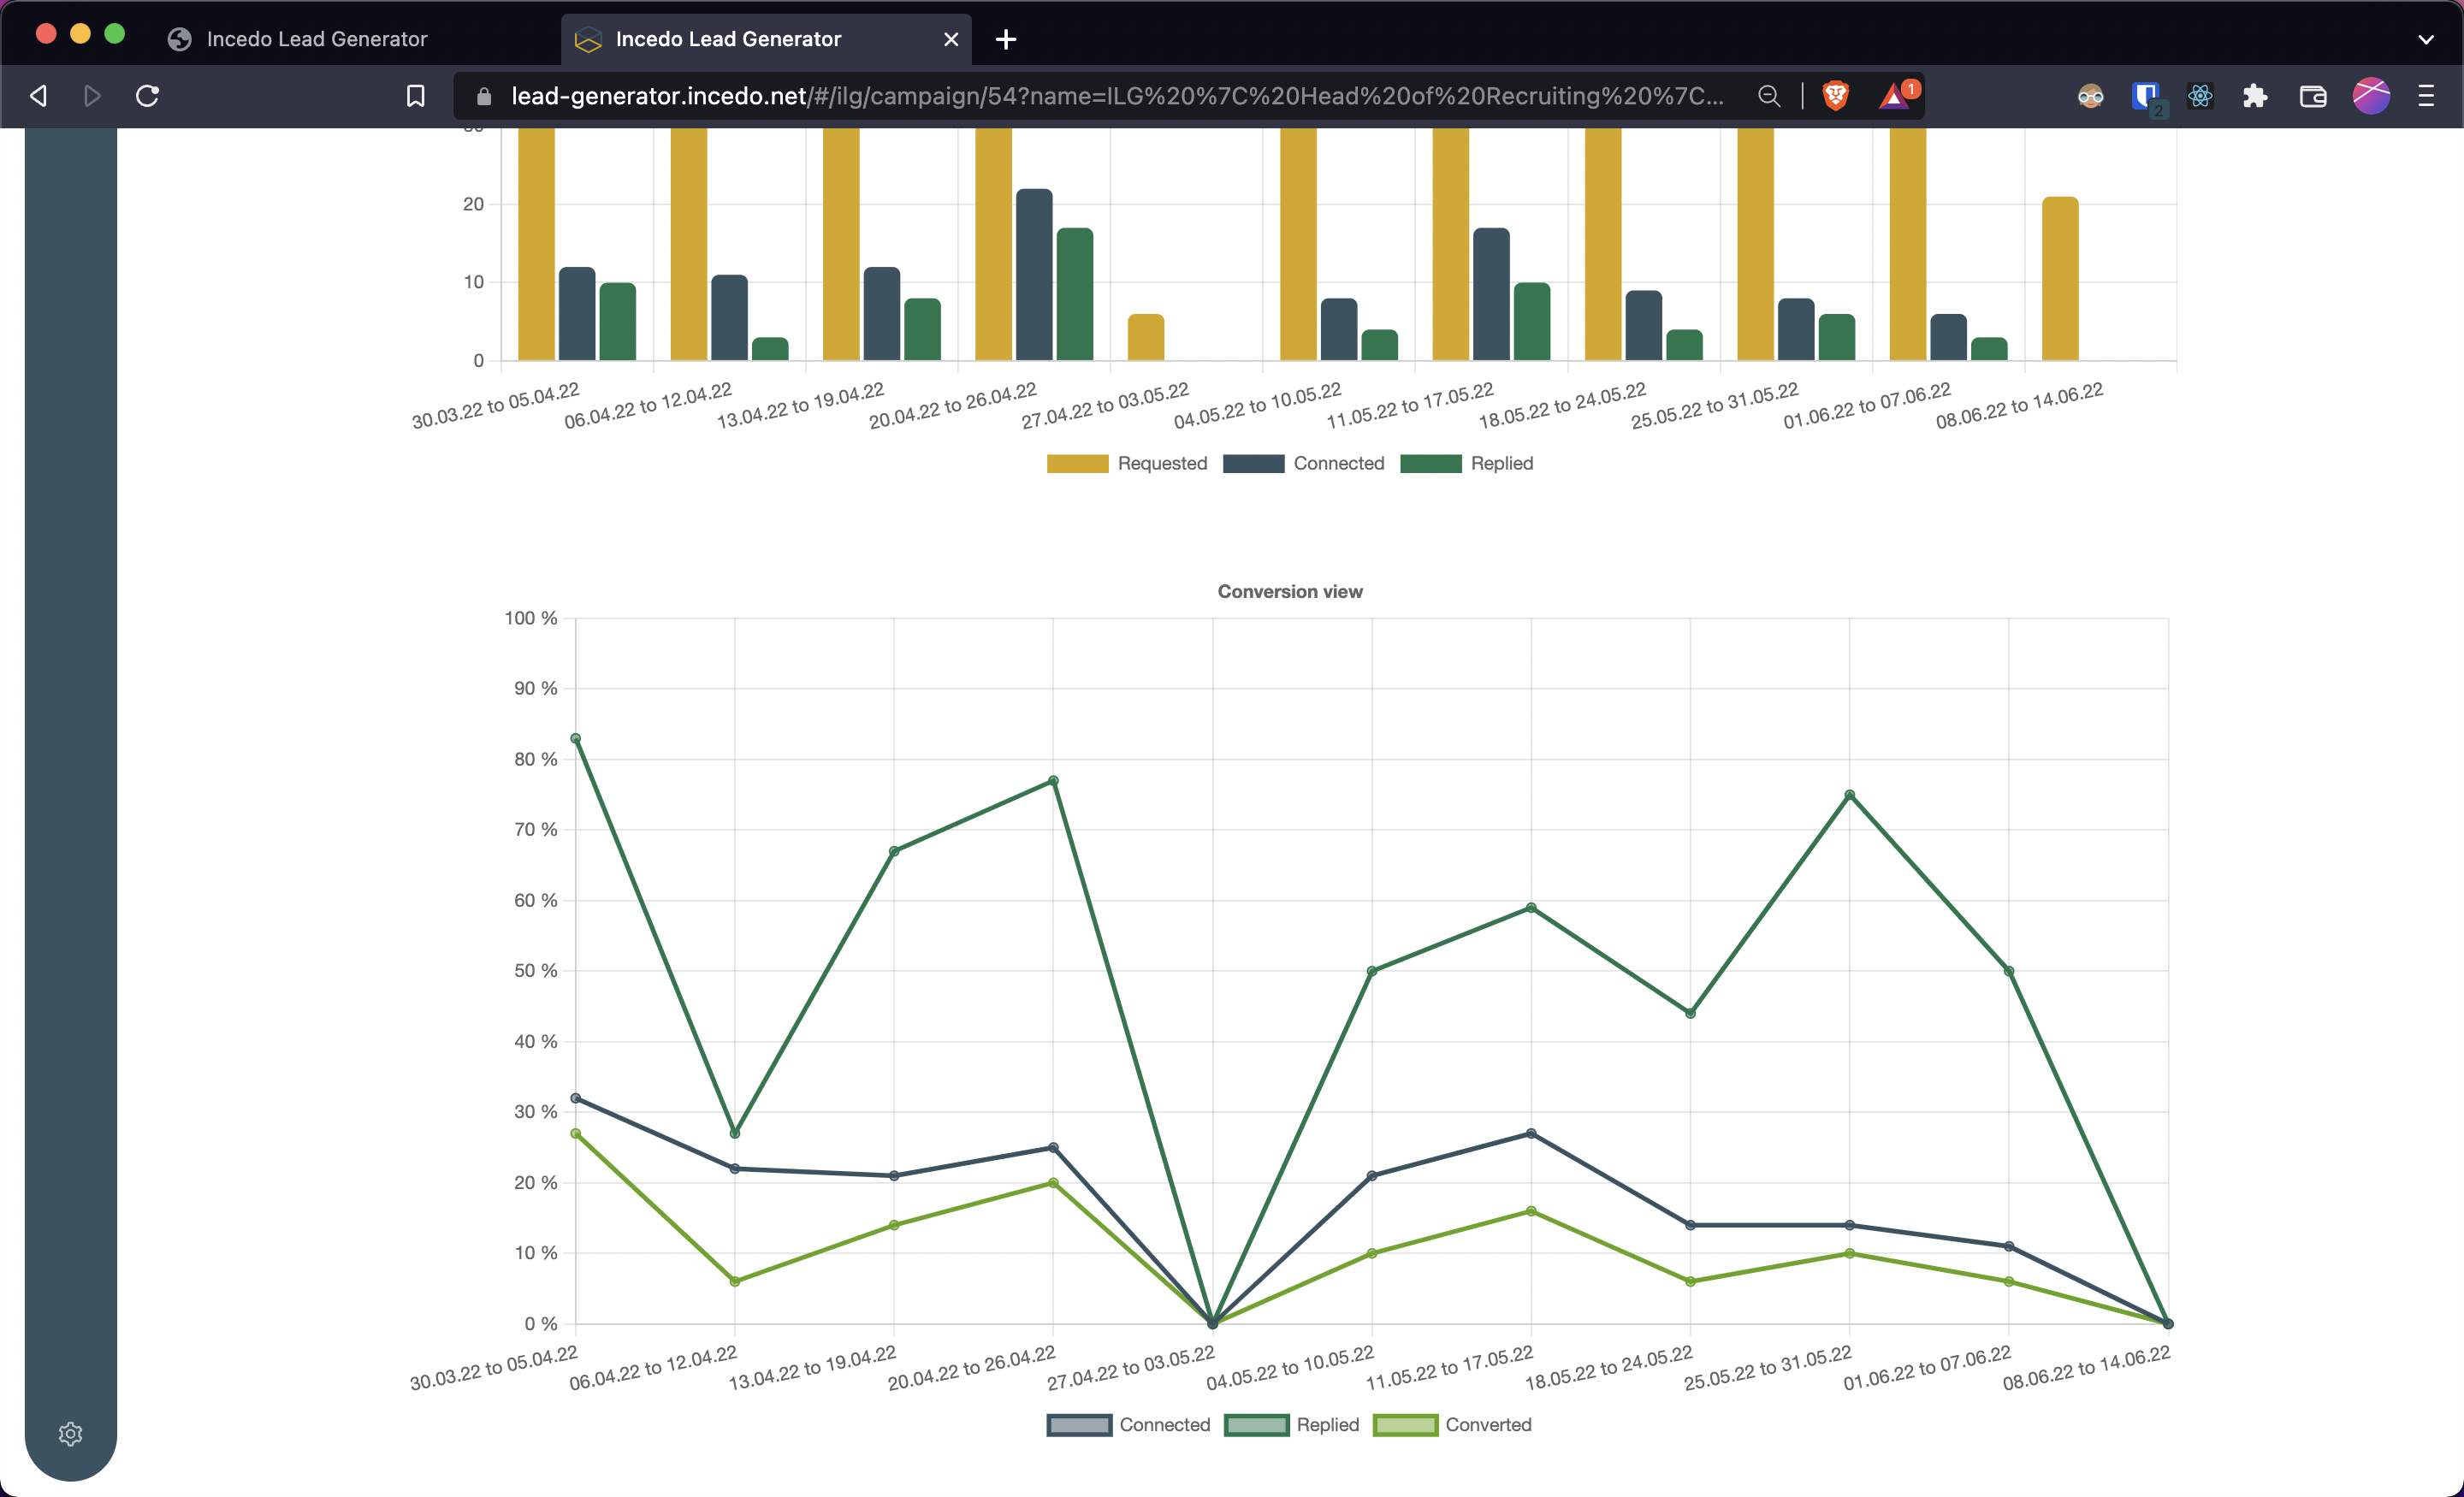 Incedo Lead Generator
Incedo Lead Generator
lead-generator.incedo.net/#/ilg/campaign/54?name=ILG%20%7C%20Head%20of%20Recruiting%20%7C...
1
2
20
10
0
30.03.22 to 05.04.22
06.04.22 to 12.04.22
13.04.22 to 19.04.22
20.04.22 to 26.04.22
27.04.22 to 03.05.22
04.05.22 to 10.05.22
11.05.22 to 17.05.22
18.05.22 to 24.05.22
25.05.22 to 31.05.22
01.06.22 to 07.06.22
08.06.22 to 14.06.22
Requested Connected Replied
Conversion view
100 %
90 %
80 %
70 %
60 %
50 %
40 %
30 %
20 %
10 %
0 %
30.03.22 to 05.04.22
06.04.22 to 12.04.22
13.04.22 to 19.04.22
20.04.22 to 26.04.22
27.04.22 to 03.05.22
04.05.22 to 10.05.22
11.05.22 to 17.05.22
18.05.22 to 24.05.22
25.05.22 to 31.05.22
01.06.22 to 07.06.22
08.06.22 to 14.06.22
Connected Replied Converted